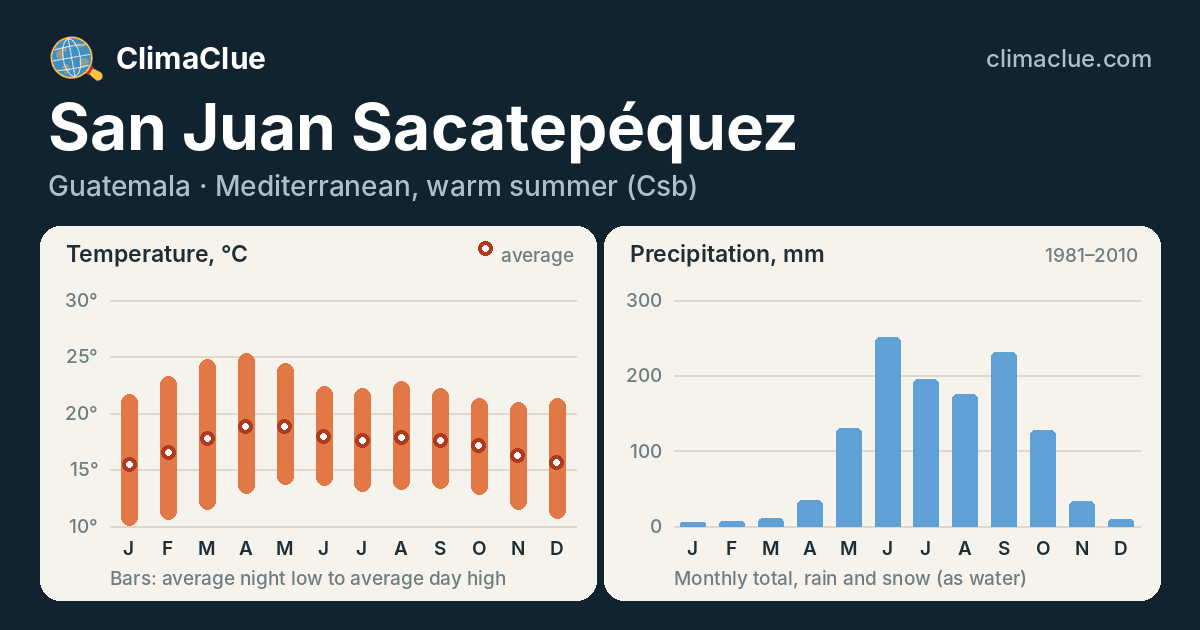 ClimaClue
climaclue.com
San Juan Sacatepéquez
Guatemala · Mediterranean, warm summer (Csb)
Temperature, °C
average
30°
25°
20°
15°
10°
J F M A M J J A S O N D
Bars: average night low to average day high
Precipitation, mm
1981–2010
300
200
100
0
J F M A M J J A S O N D
Monthly total, rain and snow (as water)